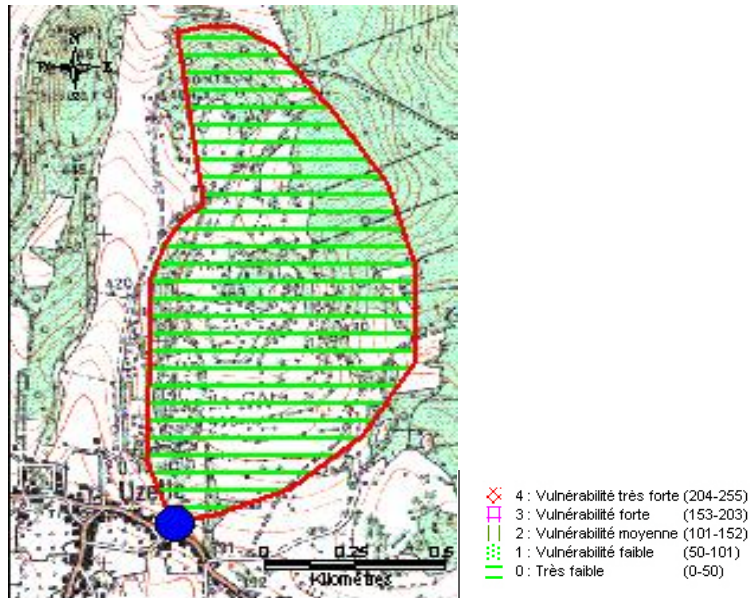 N
E
420
0 0.25 0.5
Kilomètres
4 : Vulnérabilité très forte (204-255)
3 : Vulnérabilité forte (153-203)
2 : Vulnérabilité moyenne (101-152)
1 : Vulnérabilité faible (50-101)
0 : Très faible (0-50)